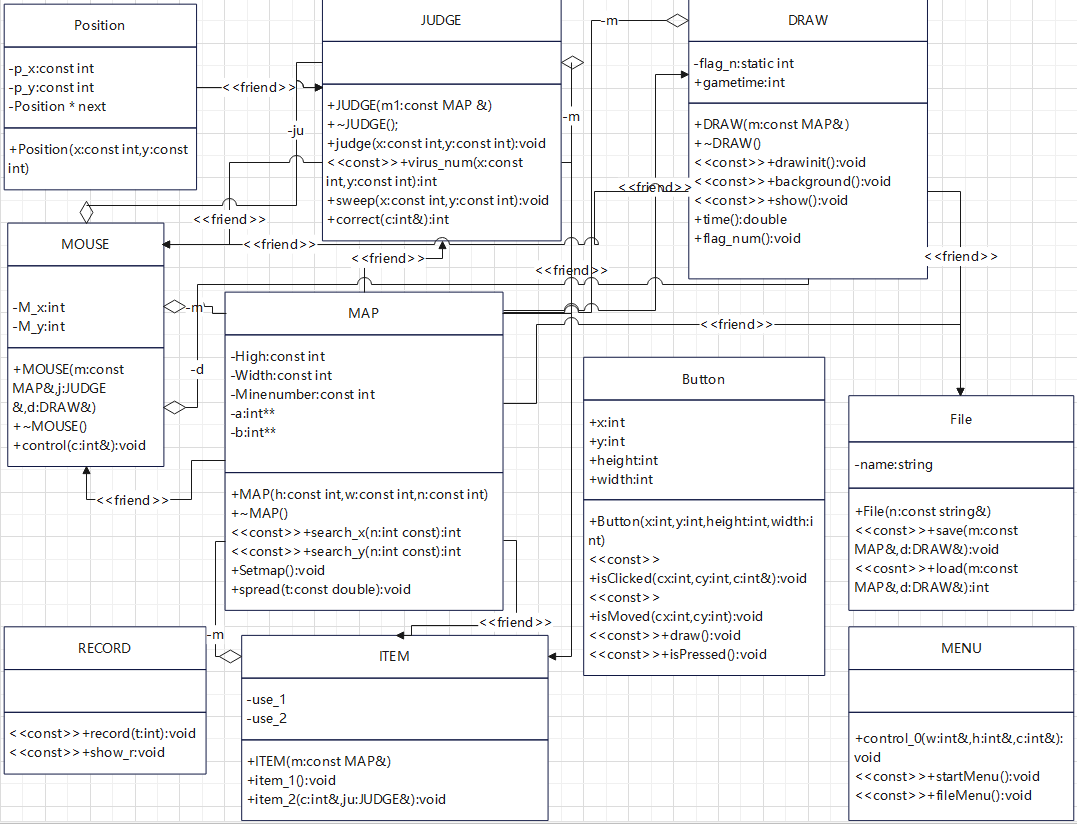 Position
-p_x:const int
-p_y:const int
-Position * next
+Position(x:const int,y:const
int)
<<friend>>
JUDGE
+JUDGE(m1:const MAP &)
+~JUDGE();
+judge(x:const int,y:const int):void
<<const>>+virus_num(x:const
int,y:const int):int
+sweep(x:const int,y:const int):void
+correct(c:int&):int
-m
-m
-ju
DRAW
-flag_n:static int
+gametime:int
+DRAW(m:const MAP&)
+~DRAW()
<<const>>+drawinit():void
<<const>>+background():void
<<const>>+show():void
+time():double
+flag_num():void
<<friend>>
<<friend>>
<<friend>>
<<friend>>
<<friend>>
<<friend>>
<<friend>>
MOUSE
-M_x:int
-M_y:int
+MOUSE(m:const
MAP&,j:JUDGE
&,d:DRAW&)
+~MOUSE()
+control(c:int&):void
-m
-d
<<friend>>
MAP
-High:const int
-Width:const int
-Minenumber:const int
-a:int**
-b:int**
+MAP(h:const int,w:const int,n:const int)
+~MAP()
<<const>>+search_x(n:int const):int
<<const>>+search_y(n:int const):int
+Setmap():void
+spread(t:const double):void
Button
+x:int
+y:int
+height:int
+width:int
+Button(x:int,y:int,height:int,width:i
nt)
<<const>>
+isClicked(cx:int,cy:int,c:int&):void
<<const>>
+isMoved(cx:int,cy:int):void
<<const>>+draw():void
<<const>>+isPressed():void
File
-name:string
+File(n:const string&)
<<const>>+save(m:const
MAP&,d:DRAW&):void
<<cosnt>>+load(m:const
MAP&,d:DRAW&):int
<<friend>>
-m
RECORD
<<const>>+record(t:int):void
<<const>>+show_r:void
ITEM
-use_1
-use_2
+ITEM(m:const MAP&)
+item_1():void
+item_2(c:int&,ju:JUDGE&):void
MENU
+control_0(w:int&,h:int&,c:int&):
void
<<const>>+startMenu():void
<<const>>+fileMenu():void